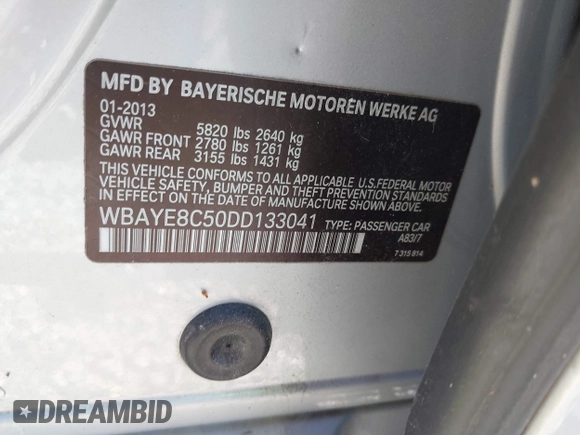 MFD BY BAYERISCHE MOTOREN WERKE AG
01-2013
GVWR 5820 lbs 2640 kg
GAWR FRONT 2780 lbs 1261 kg
GAWR REAR 3155 lbs 1431 kg
THIS VEHICLE CONFORMS TO ALL APPLICABLE U.S.FEDERAL MOTOR
VEHICLE SAFETY, BUMPER AND THEFT PREVENTION STANDARDS
IN EFFECT ON THE DATE OF MANUFACTURE SHOWN ABOVE.
WBAYE8C50DD133041 TYPE: PASSENGER CAR
A83/7
7 315 814
DREAMBID